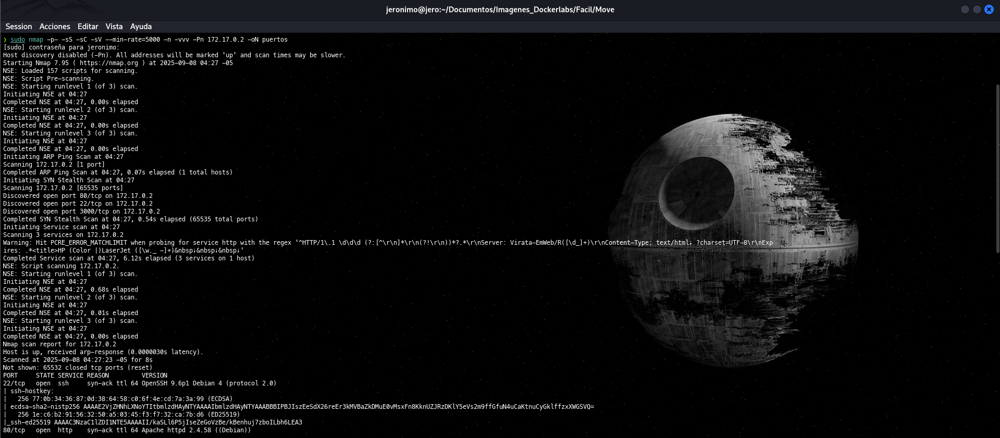 jeronimo@jero:~/Documentos/Imagenes_Dockerlabs/Facil/Move
Session Acciones Editar Vista Ayuda
❯ sudo nmap -p- -sS -sC -sV --min-rate=5000 -n -vvv -Pn 172.17.0.2 -oN puertos
[sudo] contraseña para jeronimo:
Host discovery disabled (-Pn). All addresses will be marked 'up' and scan times may be slower.
Starting Nmap 7.95 ( https://nmap.org ) at 2025-09-08 04:27 -05
NSE: Loaded 157 scripts for scanning.
NSE: Script Pre-scanning.
NSE: Starting runlevel 1 (of 3) scan.
Initiating NSE at 04:27
Completed NSE at 04:27, 0.00s elapsed
NSE: Starting runlevel 2 (of 3) scan.
Initiating NSE at 04:27
Completed NSE at 04:27, 0.00s elapsed
NSE: Starting runlevel 3 (of 3) scan.
Initiating NSE at 04:27
Completed NSE at 04:27, 0.00s elapsed
Initiating ARP Ping Scan at 04:27
Scanning 172.17.0.2 [1 port]
Completed ARP Ping Scan at 04:27, 0.07s elapsed (1 total hosts)
Initiating SYN Stealth Scan at 04:27
Scanning 172.17.0.2 [65535 ports]
Discovered open port 80/tcp on 172.17.0.2
Discovered open port 22/tcp on 172.17.0.2
Discovered open port 3000/tcp on 172.17.0.2
Completed SYN Stealth Scan at 04:27, 0.54s elapsed (65535 total ports)
Initiating Service scan at 04:27
Scanning 3 services on 172.17.0.2
Warning: Hit PCRE_ERROR_MATCHLIMIT when probing for service http with the regex '^HTTP/1\.1 \d\d\d (?:[^\r\n]*\r\n(?!\r\n))*?.*\r\nServer: Virata-EmWeb/R([\d_]+)\r\nContent-Type: text/html; ?charset=UTF-8\r\nExp
ires: .*<title>HP (Color |)LaserJet ([\w._ -]+)&nbsp;&nbsp;&nbsp;'
Completed Service scan at 04:27, 6.12s elapsed (3 services on 1 host)
NSE: Script scanning 172.17.0.2.
NSE: Starting runlevel 1 (of 3) scan.
Initiating NSE at 04:27
Completed NSE at 04:27, 0.68s elapsed
NSE: Starting runlevel 2 (of 3) scan.
Initiating NSE at 04:27
Completed NSE at 04:27, 0.01s elapsed
NSE: Starting runlevel 3 (of 3) scan.
Initiating NSE at 04:27
Completed NSE at 04:27, 0.00s elapsed
Nmap scan report for 172.17.0.2
Host is up, received arp-response (0.0000030s latency).
Scanned at 2025-09-08 04:27:23 -05 for 8s
Not shown: 65532 closed tcp ports (reset)
PORT STATE SERVICE REASON VERSION
22/tcp open ssh syn-ack ttl 64 OpenSSH 9.6p1 Debian 4 (protocol 2.0)
| ssh-hostkey:
| 256 77:0b:34:36:87:0d:38:64:58:c0:6f:4e:cd:7a:3a:99 (ECDSA)
| ecdsa-sha2-nistp256 AAAAE2VjZHNhLXNoYTItbmlzdHAyNTYAAAAIbmlzdHAyNTYAAABBBIPBJIszEeSdX26reEr3kMVBaZkDMuE0vMsxFn8KknUZJRzDKlY5eVs2m9ffGfuN4uCaKtnuCyGklffzxXWGSVQ=
| 256 1e:c6:b2:91:56:32:50:a5:03:45:f3:f7:32:ca:7b:d6 (ED25519)
|_ssh-ed25519 AAAAC3NzaC1lZDI1NTE5AAAAII/kaSLl6P5jIseZeGoVzBe/kBenhuj7zboILbh6LEA3
80/tcp open http syn-ack ttl 64 Apache httpd 2.4.58 ((Debian))